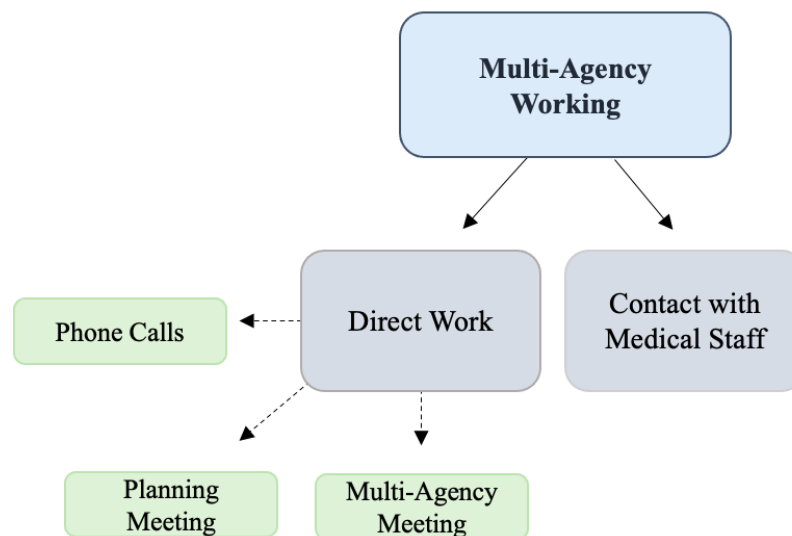 Multi-Agency
Working
Direct Work
Contact with
Medical Staff
Phone Calls
Planning
Meeting
Multi-Agency
Meeting